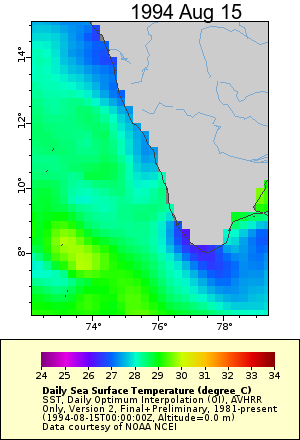 1994 Aug 15
14°
12°
10°
8°
74° 76° 78°
24 25 26 27 28 29 30 31 32 33 34
Daily Sea Surface Temperature (degree_C)
SST, Daily Optimum Interpolation (OI), AVHRR
Only, Version 2, Final+Preliminary, 1981-present
(1994-08-15T00:00:00Z, Altitude=0.0 m)
Data courtesy of NOAA NCEI